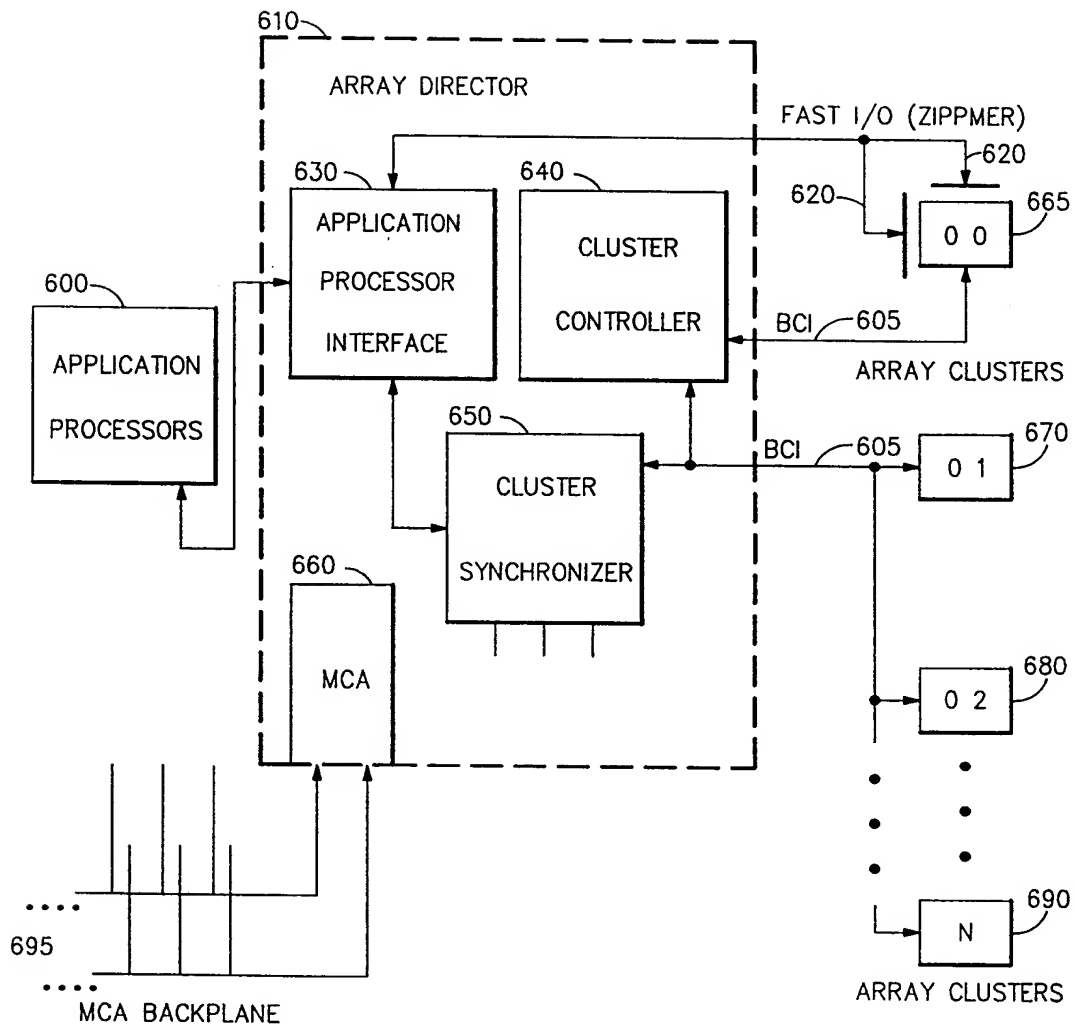 610
ARRAY DIRECTOR
FAST I/O (ZIPPMER)
620
630
640
620
665
APPLICATION
PROCESSOR
INTERFACE
CLUSTER
CONTROLLER
0 0
600
APPLICATION
PROCESSORS
BCI
605
ARRAY CLUSTERS
650
CLUSTER
SYNCHRONIZER
BCI
605
670
0 1
660
MCA
680
0 2
690
N
695
MCA BACKPLANE
ARRAY CLUSTERS